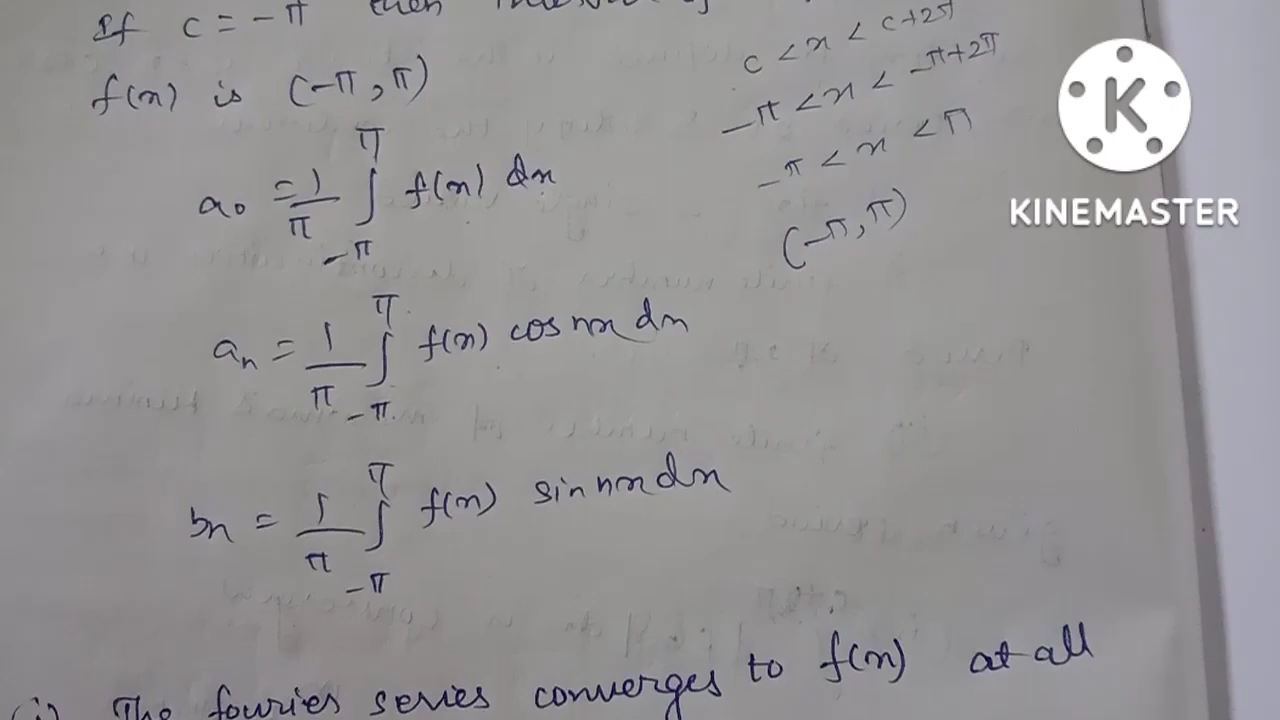 If c = -π then
f(x) is (-π, π)
c < x < c+2π
-π < x < -π+2π
-π < x < π
(-π, π)
a₀ = 1/π ∫_{-π}^{π} f(x) dx
aₙ = 1/π ∫_{-π}^{π} f(x) cos nx dx
bₙ = 1/π ∫_{-π}^{π} f(x) sin nx dx
(i) The fourier series converges to f(x) at all
K
KINEMASTER